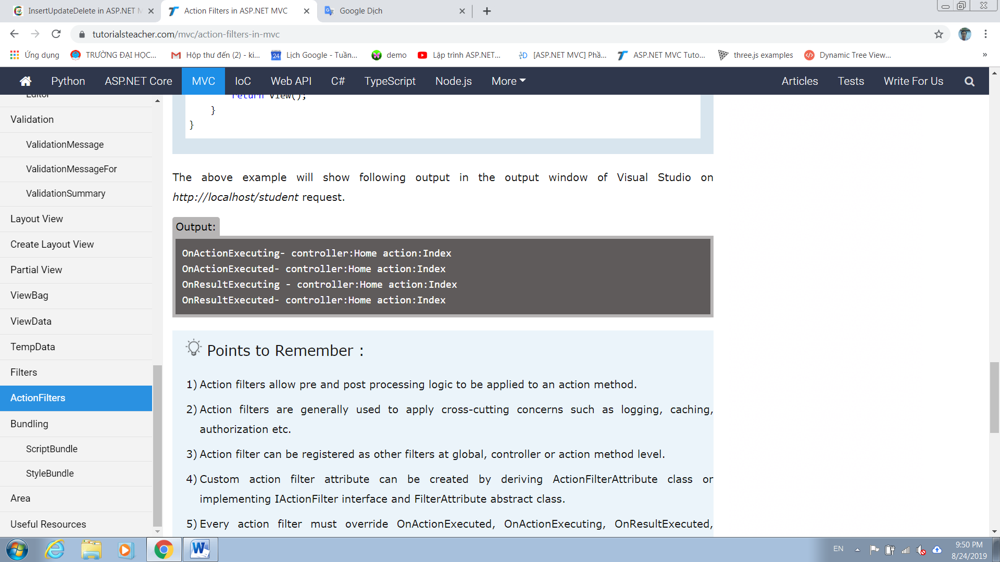 InsertUpdateDelete in ASP.NET M
Action Filters in ASP.NET MVC
Google Dịch
tutorialsteacher.com/mvc/action-filters-in-mvc
Ứng dụng
TRƯỜNG ĐẠI HỌC...
Hộp thư đến (2) - ki...
24
Lịch Google - Tuần...
demo
Lập trình ASP.NET...
[ASP.NET MVC] Phầ...
ASP.NET MVC Tuto...
three.js examples
Dynamic Tree View...
»
Python
ASP.NET Core
MVC
IoC
Web API
C#
TypeScript
Node.js
More
Articles
Tests
Write For Us
Editor
Validation
ValidationMessage
ValidationMessageFor
ValidationSummary
Layout View
Create Layout View
Partial View
ViewBag
ViewData
TempData
Filters
ActionFilters
Bundling
ScriptBundle
StyleBundle
Area
Useful Resources
return View();
}
}
The above example will show following output in the output window of Visual Studio on
http://localhost/student request.
Output:
OnActionExecuting- controller:Home action:Index
OnActionExecuted- controller:Home action:Index
OnResultExecuting - controller:Home action:Index
OnResultExecuted- controller:Home action:Index
Points to Remember :
1) Action filters allow pre and post processing logic to be applied to an action method.
2) Action filters are generally used to apply cross-cutting concerns such as logging, caching,
authorization etc.
3) Action filter can be registered as other filters at global, controller or action method level.
4) Custom action filter attribute can be created by deriving ActionFilterAttribute class or
implementing IActionFilter interface and FilterAttribute abstract class.
5) Every action filter must override OnActionExecuted, OnActionExecuting, OnResultExecuted,
EN
9:50 PM
8/24/2019